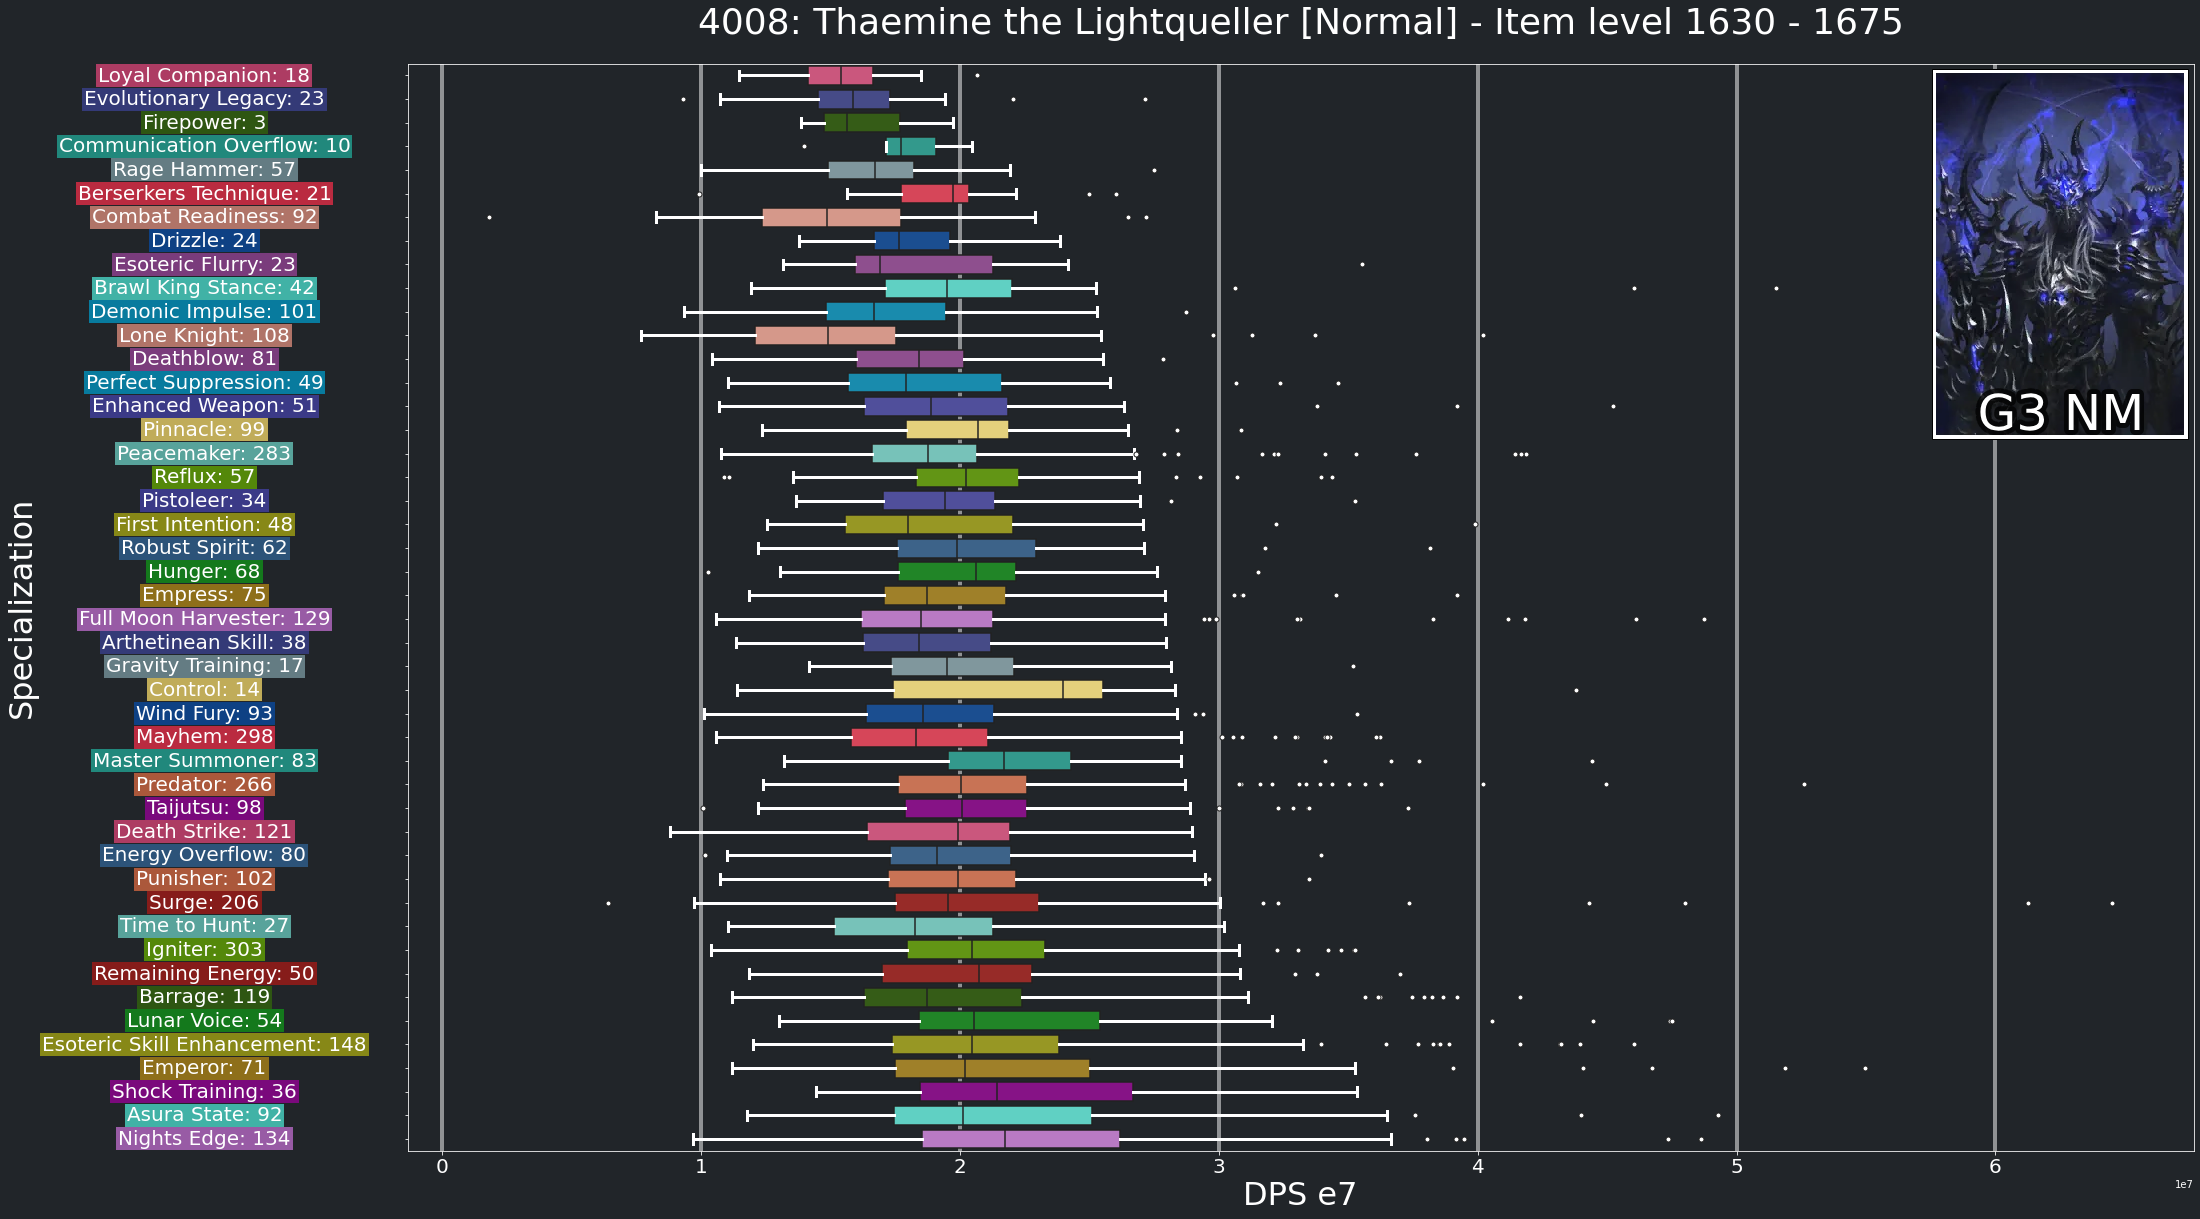 4008: Thaemine the Lightqueller [Normal] - Item level 1630 - 1675
Specialization
Loyal Companion: 18
Evolutionary Legacy: 23
Firepower: 3
Communication Overflow: 10
Rage Hammer: 57
Berserkers Technique: 21
Combat Readiness: 92
Drizzle: 24
Esoteric Flurry: 23
Brawl King Stance: 42
Demonic Impulse: 101
Lone Knight: 108
Deathblow: 81
Perfect Suppression: 49
Enhanced Weapon: 51
Pinnacle: 99
Peacemaker: 283
Reflux: 57
Pistoleer: 34
First Intention: 48
Robust Spirit: 62
Hunger: 68
Empress: 75
Full Moon Harvester: 129
Arthetinean Skill: 38
Gravity Training: 17
Control: 14
Wind Fury: 93
Mayhem: 298
Master Summoner: 83
Predator: 266
Taijutsu: 98
Death Strike: 121
Energy Overflow: 80
Punisher: 102
Surge: 206
Time to Hunt: 27
Igniter: 303
Remaining Energy: 50
Barrage: 119
Lunar Voice: 54
Esoteric Skill Enhancement: 148
Emperor: 71
Shock Training: 36
Asura State: 92
Nights Edge: 134
G3 NM
0 1 2 3 4 5 6
DPS e7
1e7